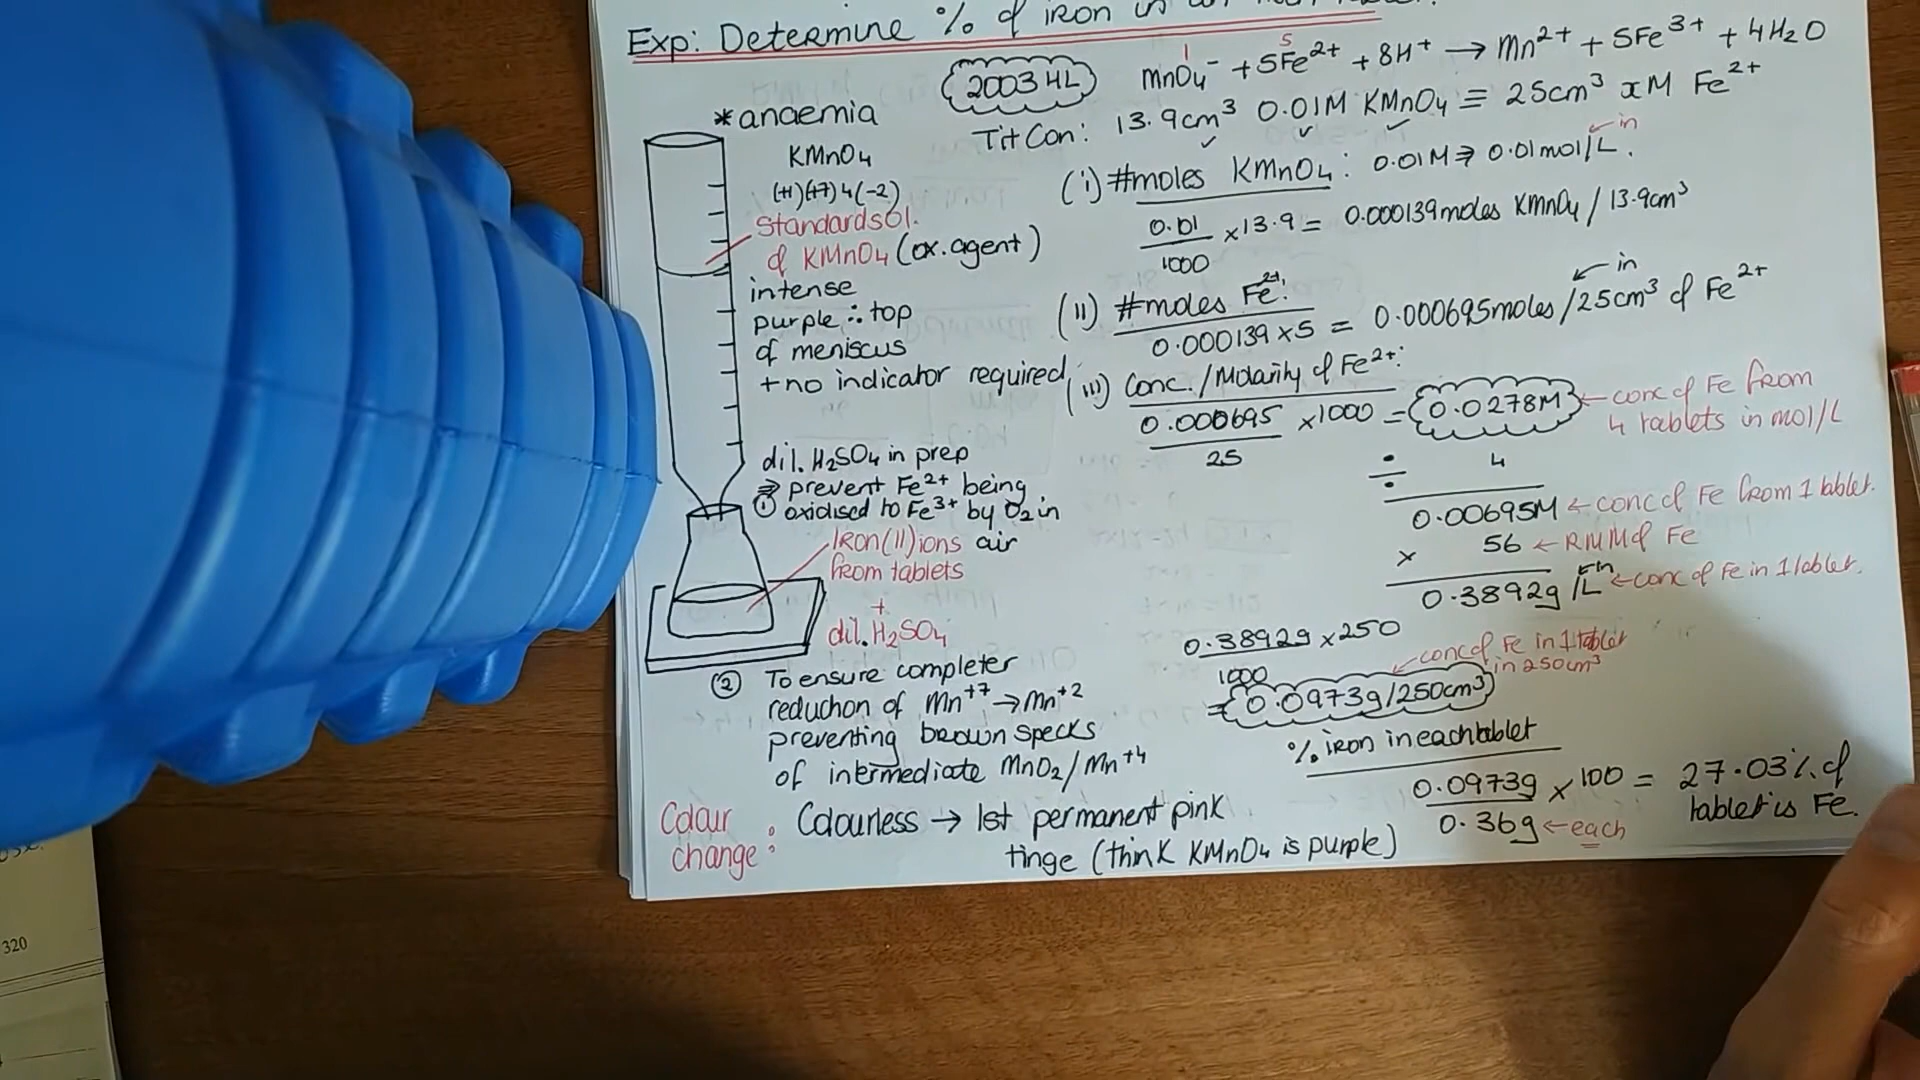 Exp: Determine % of iron in
2003 HL
1 5
MnO₄⁻ + 5Fe²⁺ + 8H⁺ → Mn²⁺ + 5Fe³⁺ + 4H₂O
*anaemia
Tit Con: 13.9cm³ 0.01M KMnO₄ ≡ 25cm³ xM Fe²⁺
KMnO₄
(+1)(+7)4(-2)
Standard sol.
of KMnO₄ (ox. agent)
intense
purple ∴ top
of meniscus
+ no indicator required
dil. H₂SO₄ in prep
⇒ prevent Fe²⁺ being
① oxidised to Fe³⁺ by O₂ in
air
Iron(II) ions
from tablets
+
dil. H₂SO₄
② To ensure completer
reduction of Mn⁺⁷ → Mn⁺²
preventing brown specks
of intermediate MnO₂/Mn⁺⁴
Colour change: Colourless → 1st permanent pink
tinge (think KMnO₄ is purple)
(i) #moles KMnO₄: 0.01M ⇒ 0.01mol/L.
in
0.01/1000 × 13.9 = 0.000139moles KMnO₄ / 13.9cm³
(ii) #moles Fe²⁺:
in
0.000139 × 5 = 0.000695moles/25cm³ of Fe²⁺
(iii) Conc./Molarity of Fe²⁺:
0.000695/25 × 1000 = 0.0278M ← conc of Fe from
4 tablets in mol/L
÷ 4
0.00695M ← conc of Fe from 1 tablet.
× 56 ← RMM of Fe
0.3892g/L ← conc of Fe in 1 tablet.
in
0.3892g × 250
1000
= 0.0973g/250cm³
conc of Fe in 1 tablet
in 250cm³
% iron in each tablet
0.0973g/0.36g × 100 = 27.03% of
tablet is Fe.
← each
320